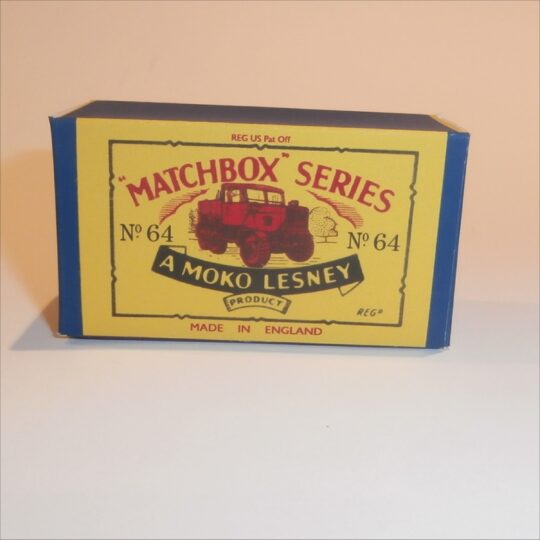 REG US Pat Off
"MATCHBOX" SERIES
Nº 64
Nº 64
A MOKO LESNEY
PRODUCT
REGᴰ
MADE IN ENGLAND